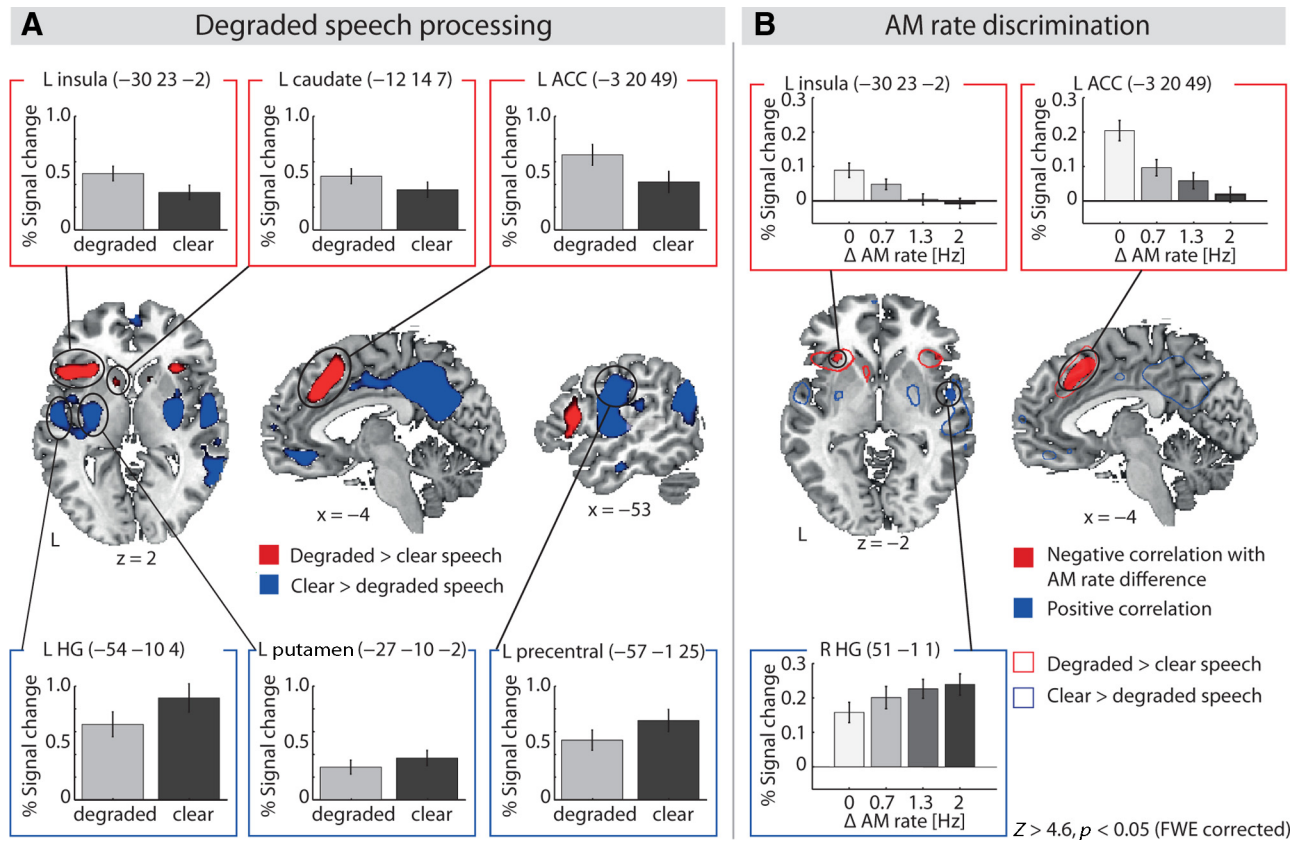 A Degraded speech processing
L insula (−30 23 −2)
% Signal change
1.0
0.5
0
degraded clear
L caudate (−12 14 7)
% Signal change
1.0
0.5
0
degraded clear
L ACC (−3 20 49)
% Signal change
1.0
0.5
0
degraded clear
L
z = 2
x = −4
x = −53
Degraded > clear speech
Clear > degraded speech
L HG (−54 −10 4)
% Signal change
1.0
0.5
0
degraded clear
L putamen (−27 −10 −2)
% Signal change
1.0
0.5
0
degraded clear
L precentral (−57 −1 25)
% Signal change
1.0
0.5
0
degraded clear
B AM rate discrimination
L insula (−30 23 −2)
% Signal change
0.3
0.2
0.1
0
0 0.7 1.3 2
Δ AM rate [Hz]
L ACC (−3 20 49)
% Signal change
0.3
0.2
0.1
0
0 0.7 1.3 2
Δ AM rate [Hz]
L
z = −2
x = −4
Negative correlation with
AM rate difference
Positive correlation
Degraded > clear speech
Clear > degraded speech
R HG (51 −1 1)
% Signal change
0.3
0.2
0.1
0
0 0.7 1.3 2
Δ AM rate [Hz]
Z > 4.6, p < 0.05 (FWE corrected)